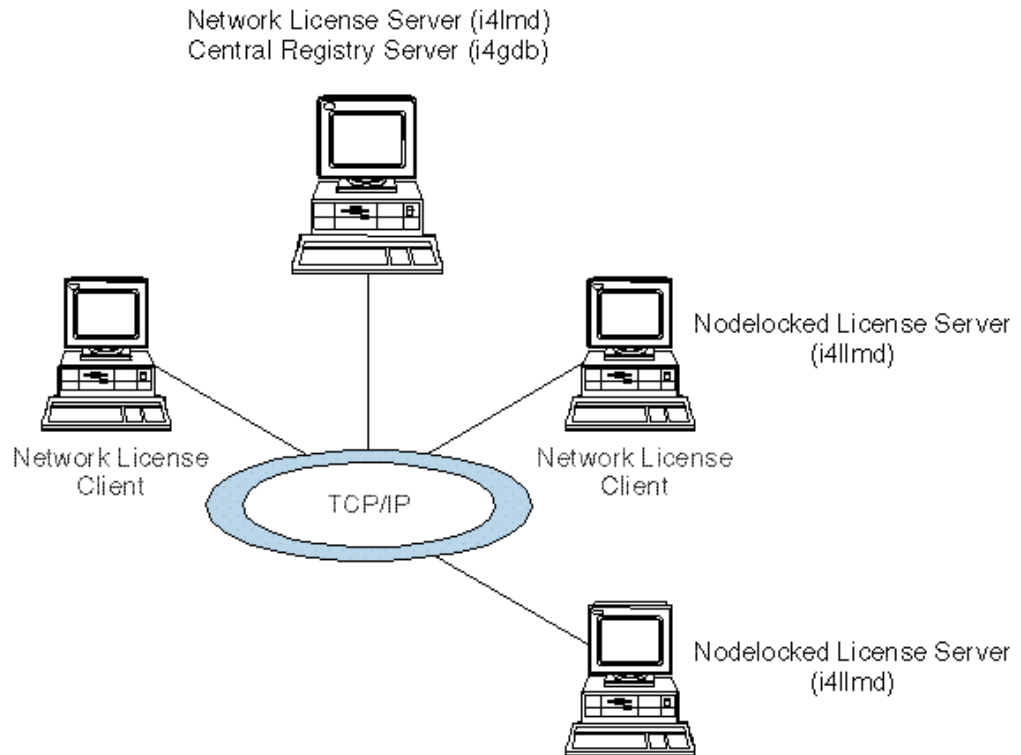 Network License Server (i4lmd)
Central Registry Server (i4gdb)
Nodelocked License Server
(i4llmd)
Network License
Client
Network License
Client
TCP/IP
Nodelocked License Server
(i4llmd)